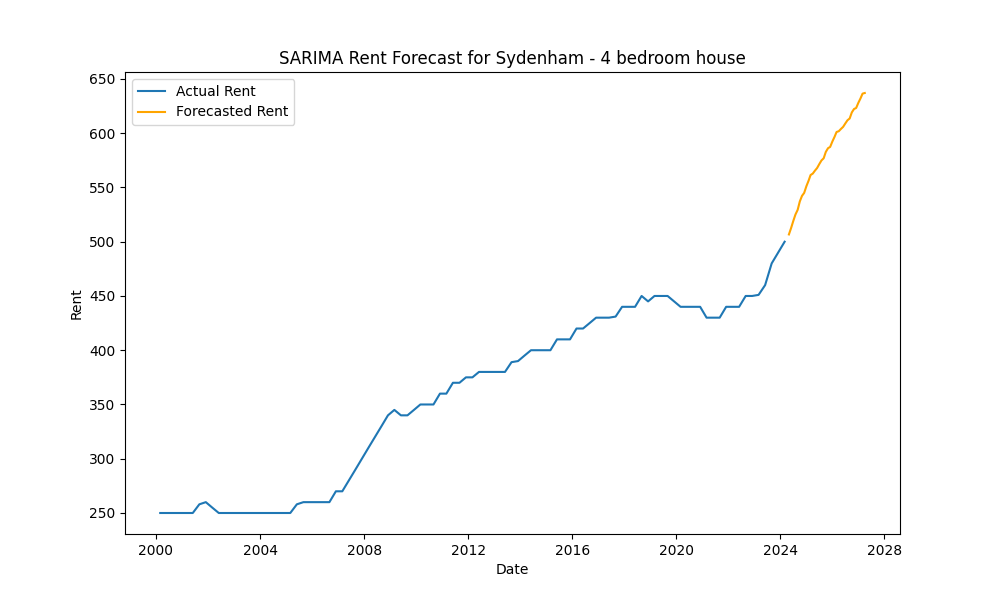 SARIMA Rent Forecast for Sydenham - 4 bedroom house
Actual Rent
Forecasted Rent
650
600
550
500
450
400
350
300
250
Rent
2000 2004 2008 2012 2016 2020 2024 2028
Date